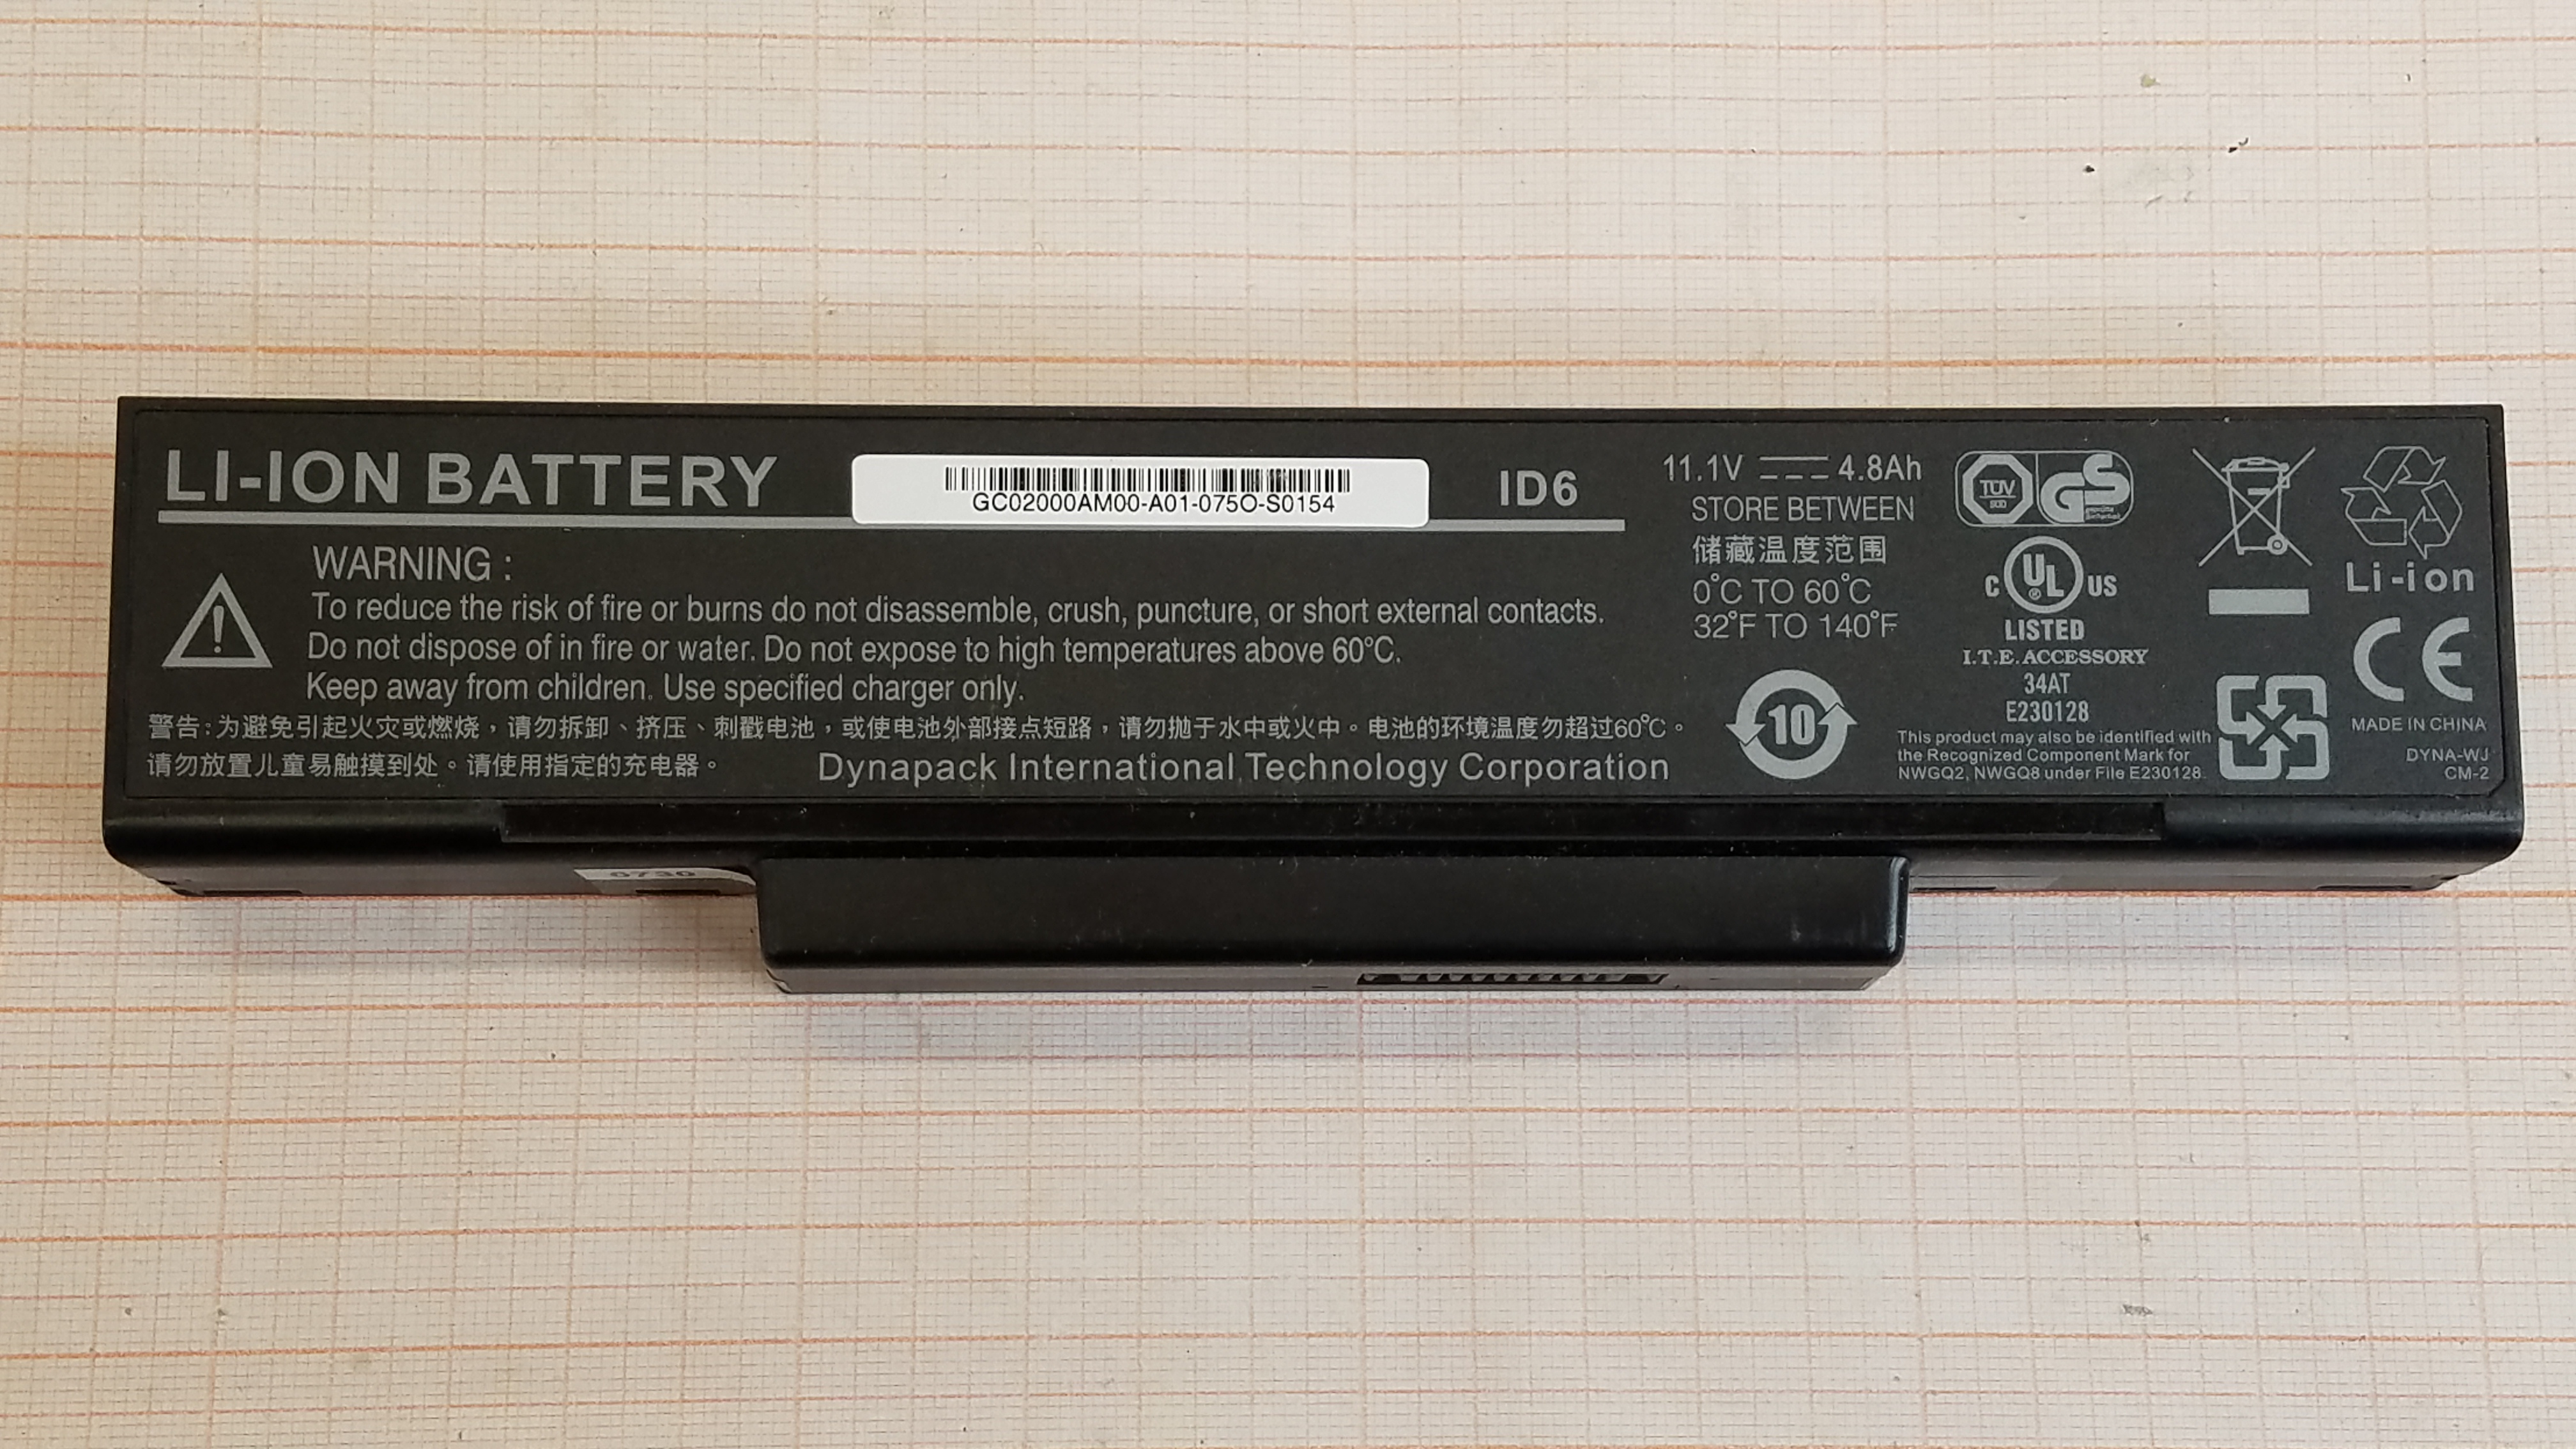 LI-ION BATTERY
GC02000AM00-A01-075O-S0154
ID6
WARNING :
To reduce the risk of fire or burns do not disassemble, crush, puncture, or short external contacts.
Do not dispose of in fire or water. Do not expose to high temperatures above 60°C.
Keep away from children. Use specified charger only.
警告:为避免引起火灾或燃烧，请勿拆卸、挤压、刺戳电池，或使电池外部接点短路，请勿抛于水中或火中。电池的环境温度勿超过60℃。
请勿放置儿童易触摸到处。请使用指定的充电器。
Dynapack International Technology Corporation
11.1V 4.8Ah
STORE BETWEEN
储藏温度范围
0°C TO 60°C
32°F TO 140°F
10
TÜV
GS
geprüfte
Sicherheit
C UL US
®
LISTED
I.T.E. ACCESSORY
34AT
E230128
This product may also be identified with
the Recognized Component Mark for
NWGQ2, NWGQ8 under File E230128.
Li-ion
CE
MADE IN CHINA
DYNA-WJ
CM-2
0730